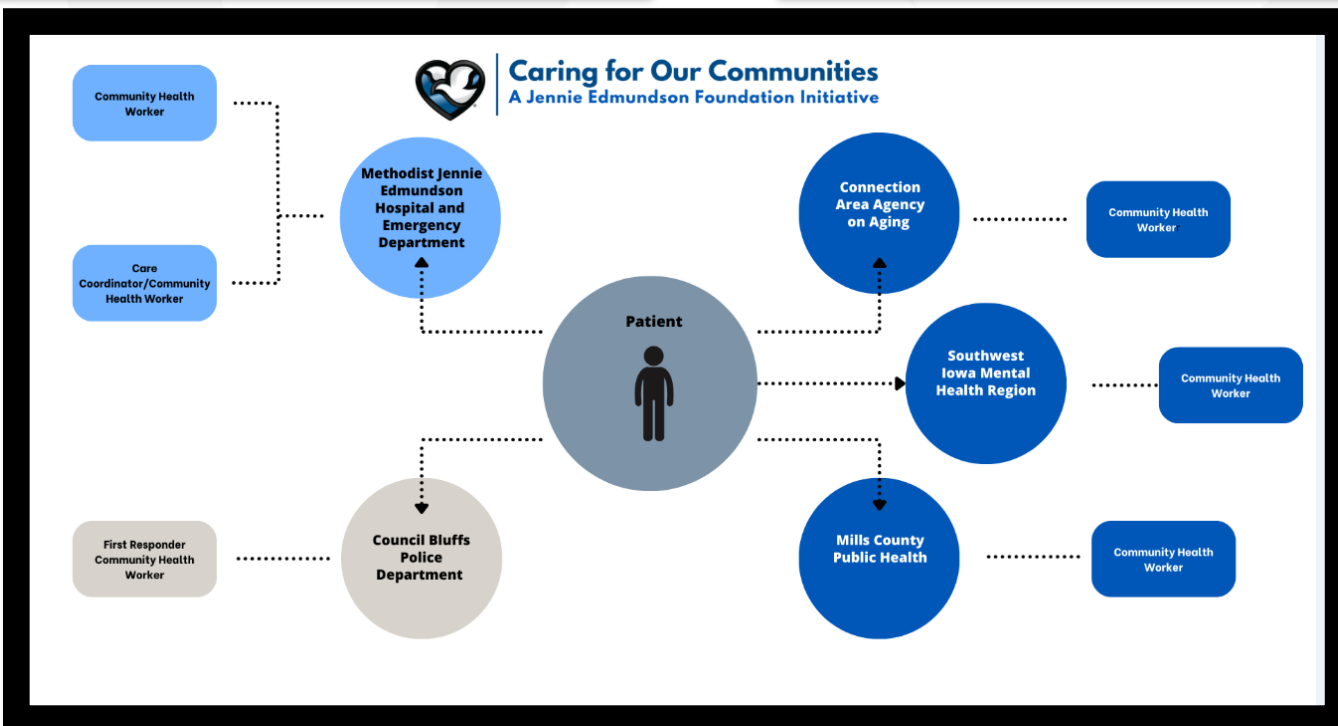 Caring for Our Communities
A Jennie Edmundson Foundation Initiative
Community Health
Worker
Methodist Jennie
Edmundson
Hospital and
Emergency
Department
Care
Coordinator/Community
Health Worker
Connection
Area Agency
on Aging
Community Health
Worker
Patient
Southwest
Iowa Mental
Health Region
Community Health
Worker
First Responder
Community Health
Worker
Council Bluffs
Police
Department
Mills County
Public Health
Community Health
Worker